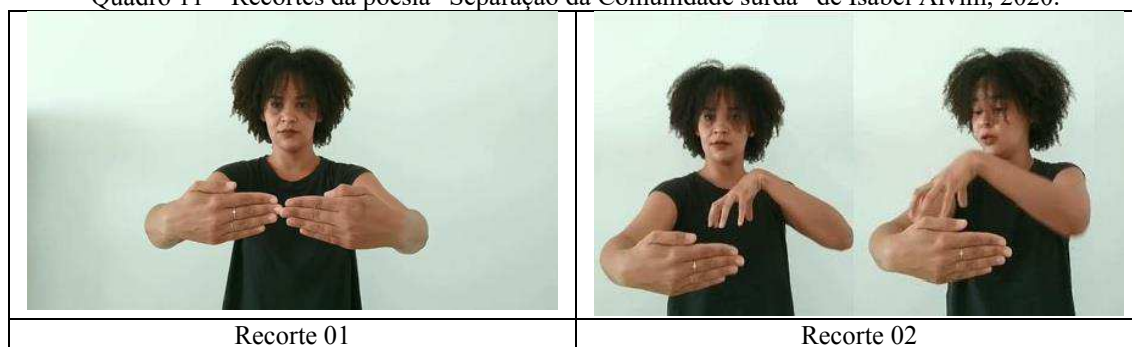 Quadro 11 – Recortes da poesia "Separação da Comunidade surda" de Isabel Alvim, 2020.
Recorte 01
Recorte 02